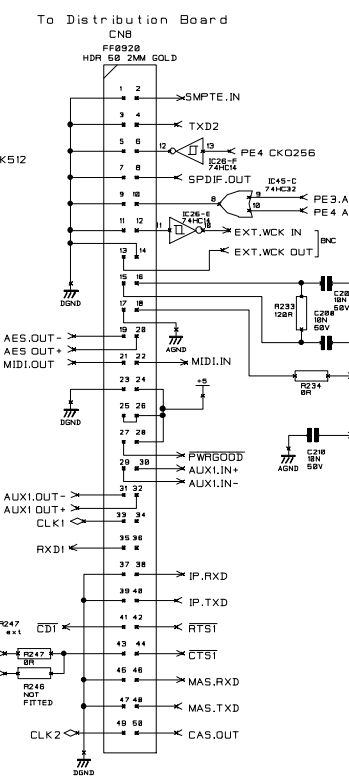 To Distribution Board
CN8
FF0920
HDR 50 2MM GOLD
1 2
SMPTE.IN
3 4
TXD2
K512
5 6
12
13
PE4 CKO256
IC26-F
74HC14
7 8
SPDIF.OUT
IC45-C
74HC32
9 10
8
9
10
PE3.A
PE4 A
IC26-E
74HC14
11 12
11
10
EXT.WCK IN
BNC
EXT.WCK OUT
13 14
15 16
DGND
R233
120R
C20
10N
50V
C208
10N
50V
17 18
19 20
AGND
AES.OUT-
AES OUT+
MIDI.OUT
21 22
MIDI.IN
23 24
+5
R234
0R
DGND
25 26
27 28
PWRGOOD
AGND
C210
10N
50V
29 30
AUX1.IN+
AUX1.IN-
31 32
AUX1.OUT-
AUX1 OUT+
33 34
CLK1
35 36
RXD1
37 38
IP.RXD
39 40
IP.TXD
R247
ext
41 42
CD1
RTS1
43 44
R247
0R
CTS1
45 46
R246
NOT
FITTED
MAS.RXD
47 48
MAS.TXD
49 50
CLK2
CAS.OUT
DGND